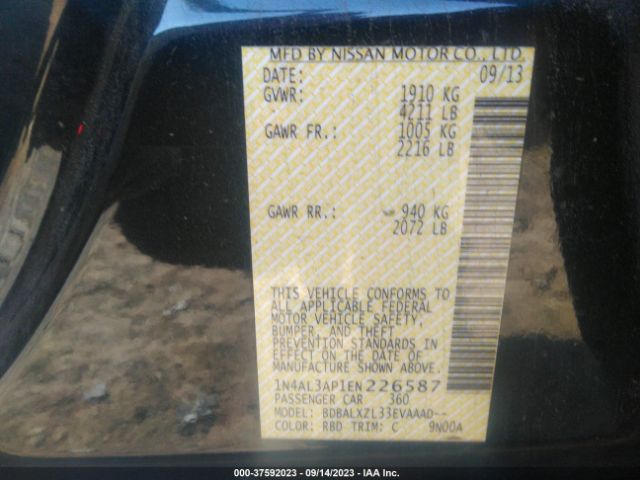 MFD BY NISSAN MOTOR CO., LTD.
DATE: 09/13
GVWR: 1910 KG
4211 LB
GAWR FR.: 1005 KG
2216 LB
GAWR RR.: 940 KG
2072 LB
THIS VEHICLE CONFORMS TO
ALL APPLICABLE FEDERAL
MOTOR VEHICLE SAFETY,
BUMPER, AND THEFT
PREVENTION STANDARDS IN
EFFECT ON THE DATE OF
MANUFACTURE SHOWN ABOVE.
1N4AL3AP1EN226587
PASSENGER CAR 360
MODEL: BDBALXZL33EVAAAD--
COLOR: RBD TRIM: C 9N00A
000-37592023 — 09/14/2023 — IAA Inc.